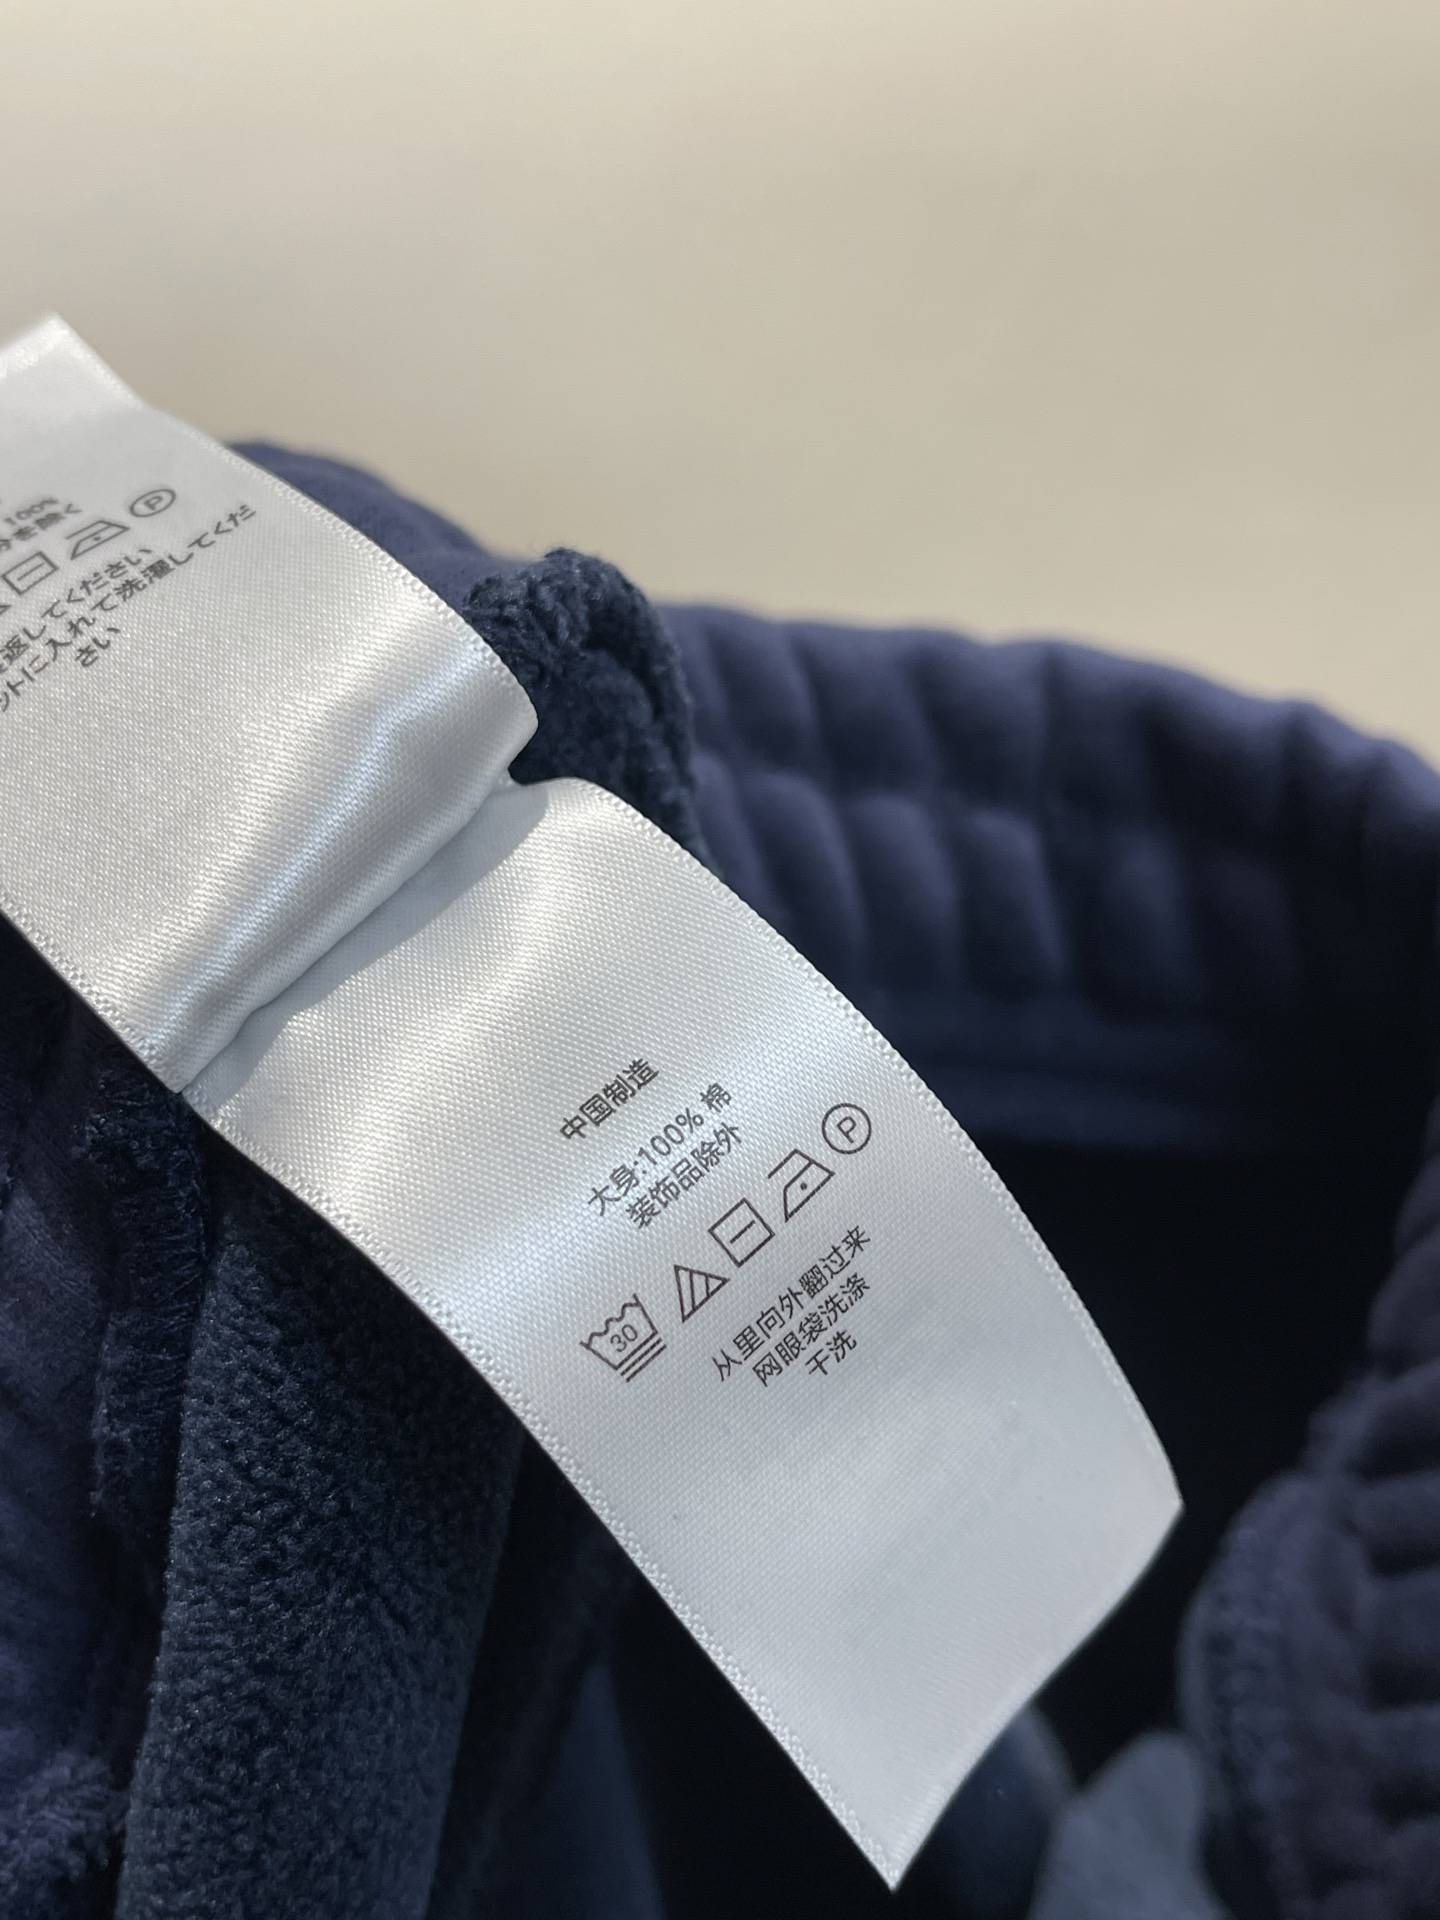 100%
返してください
ットに入れて洗濯してくだ
さい
中国制造
大身:100% 棉
装饰品除外
30
P
从里向外翻过来
网眼袋洗涤
干洗